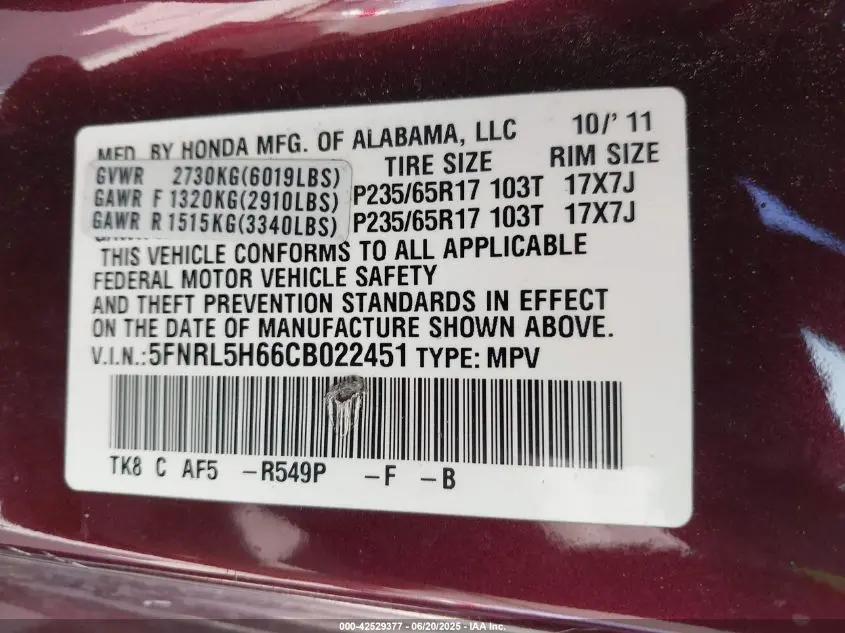 MFD. BY HONDA MFG. OF ALABAMA, LLC 10/' 11
TIRE SIZE RIM SIZE
GVWR 2730KG(6019LBS)
GAWR F 1320KG(2910LBS) P235/65R17 103T 17X7J
GAWR R 1515KG(3340LBS) P235/65R17 103T 17X7J
THIS VEHICLE CONFORMS TO ALL APPLICABLE
FEDERAL MOTOR VEHICLE SAFETY
AND THEFT PREVENTION STANDARDS IN EFFECT
ON THE DATE OF MANUFACTURE SHOWN ABOVE.
V.I.N.:5FNRL5H66CB022451 TYPE: MPV
TK8 C AF5 -R549P -F -B
000-42529377 - 06/20/2025 - IAA, Inc.